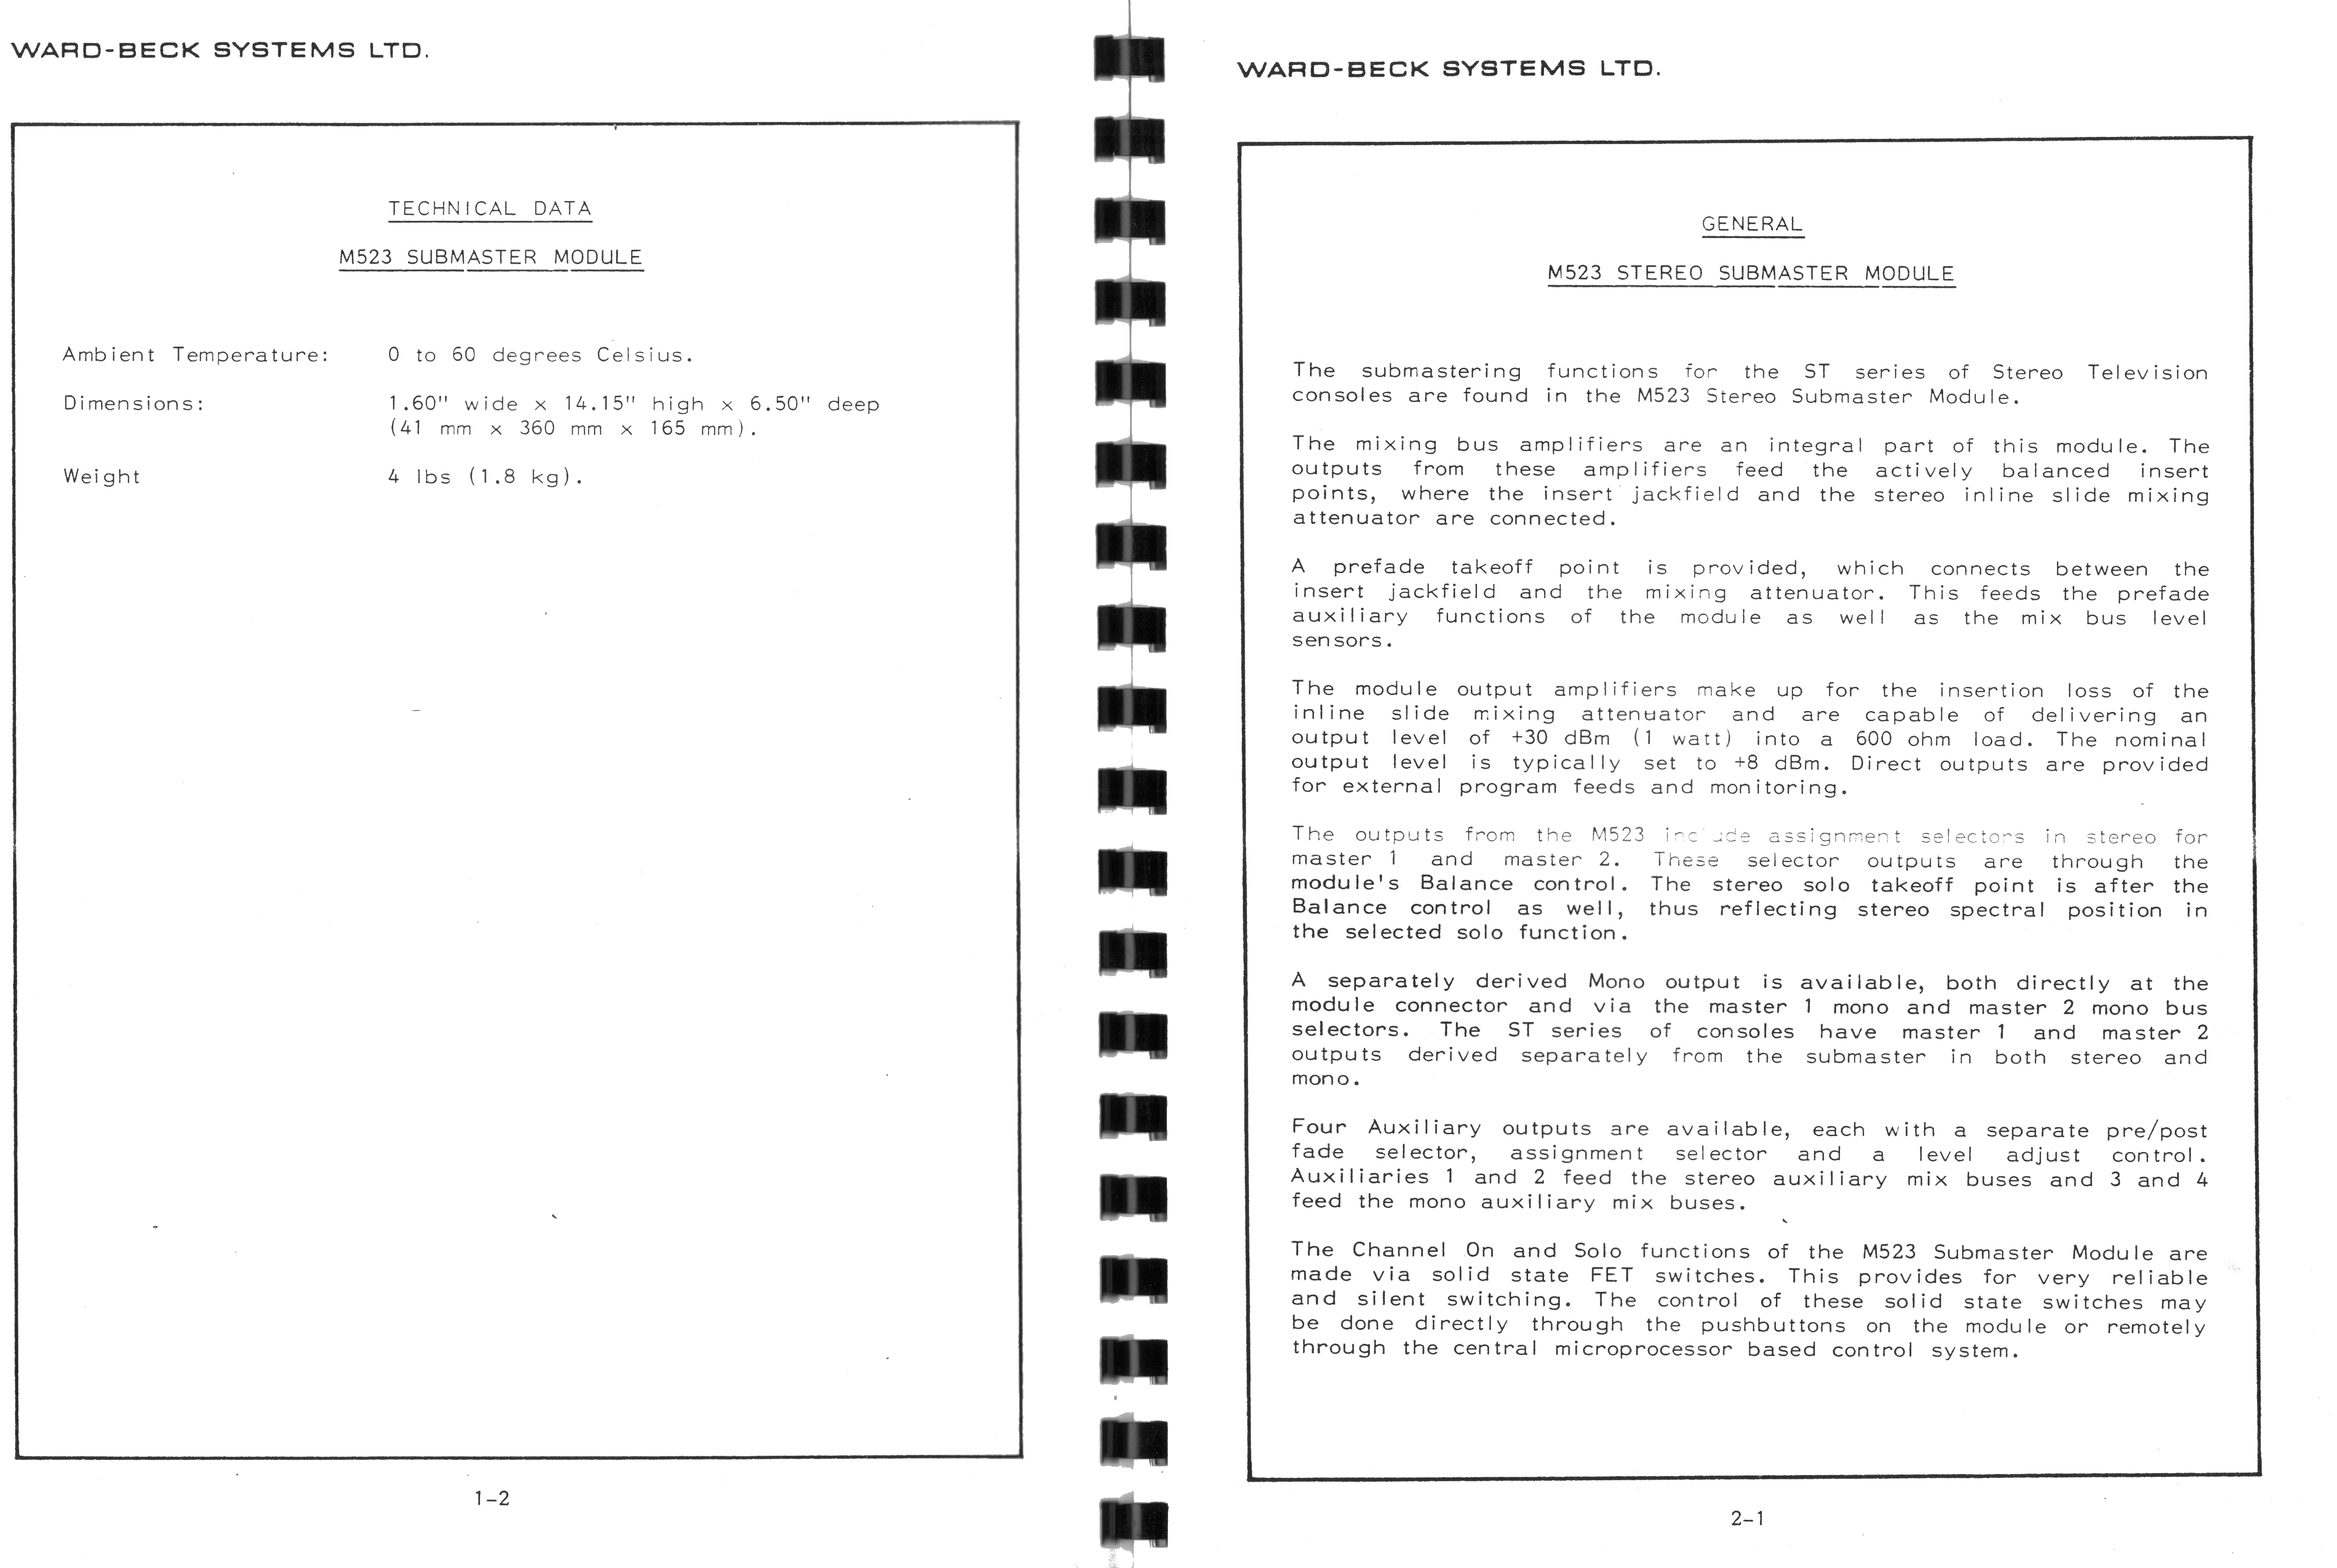 WARD-BECK SYSTEMS LTD.
TECHNICAL DATA
M523 SUBMASTER MODULE
Ambient Temperature: 0 to 60 degrees Celsius.
Dimensions: 1.60" wide x 14.15" high x 6.50" deep
(41 mm x 360 mm x 165 mm).
Weight 4 lbs (1.8 kg).
1-2
WARD-BECK SYSTEMS LTD.
GENERAL
M523 STEREO SUBMASTER MODULE
The submastering functions for the ST series of Stereo Television
consoles are found in the M523 Stereo Submaster Module.
The mixing bus amplifiers are an integral part of this module. The
outputs from these amplifiers feed the actively balanced insert
points, where the insert jackfield and the stereo inline slide mixing
attenuator are connected.
A prefade takeoff point is provided, which connects between the
insert jackfield and the mixing attenuator. This feeds the prefade
auxiliary functions of the module as well as the mix bus level
sensors.
The module output amplifiers make up for the insertion loss of the
inline slide mixing attenuator and are capable of delivering an
output level of +30 dBm (1 watt) into a 600 ohm load. The nominal
output level is typically set to +8 dBm. Direct outputs are provided
for external program feeds and monitoring.
The outputs from the M523 include assignment selectors in stereo for
master 1 and master 2. These selector outputs are through the
module's Balance control. The stereo solo takeoff point is after the
Balance control as well, thus reflecting stereo spectral position in
the selected solo function.
A separately derived Mono output is available, both directly at the
module connector and via the master 1 mono and master 2 mono bus
selectors. The ST series of consoles have master 1 and master 2
outputs derived separately from the submaster in both stereo and
mono.
Four Auxiliary outputs are available, each with a separate pre/post
fade selector, assignment selector and a level adjust control.
Auxiliaries 1 and 2 feed the stereo auxiliary mix buses and 3 and 4
feed the mono auxiliary mix buses.
The Channel On and Solo functions of the M523 Submaster Module are
made via solid state FET switches. This provides for very reliable
and silent switching. The control of these solid state switches may
be done directly through the pushbuttons on the module or remotely
through the central microprocessor based control system.
2-1